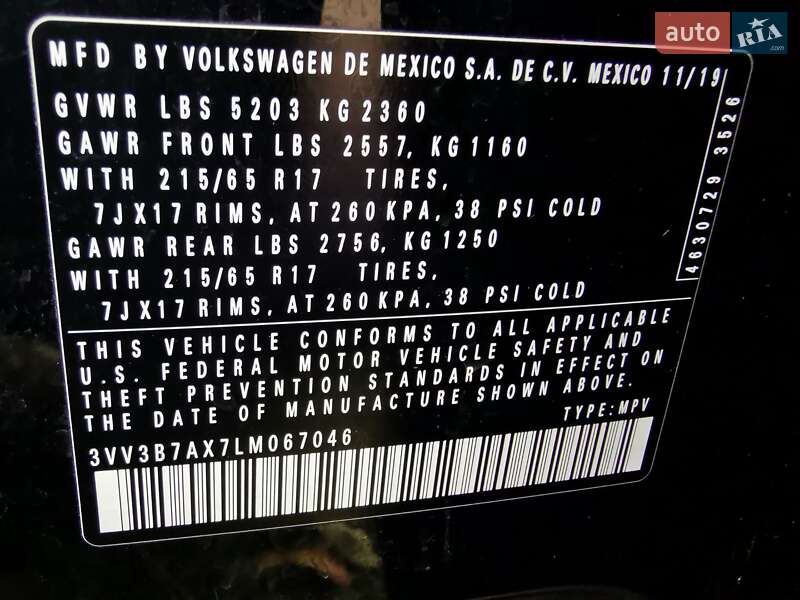 auto RIA.com
MFD BY VOLKSWAGEN DE MEXICO S.A. DE C.V. MEXICO 11/19
GVWR LBS 5203 KG 2360
GAWR FRONT LBS 2557, KG 1160
WITH 215/65 R17 TIRES,
7JX17 RIMS, AT 260 KPA, 38 PSI COLD
GAWR REAR LBS 2756, KG 1250
WITH 215/65 R17 TIRES,
7JX17 RIMS, AT 260 KPA, 38 PSI COLD
4630729 3526
THIS VEHICLE CONFORMS TO ALL APPLICABLE
U.S. FEDERAL MOTOR VEHICLE SAFETY AND
THEFT PREVENTION STANDARDS IN EFFECT ON
THE DATE OF MANUFACTURE SHOWN ABOVE.
TYPE: MPV
3VV3B7AX7LM067046